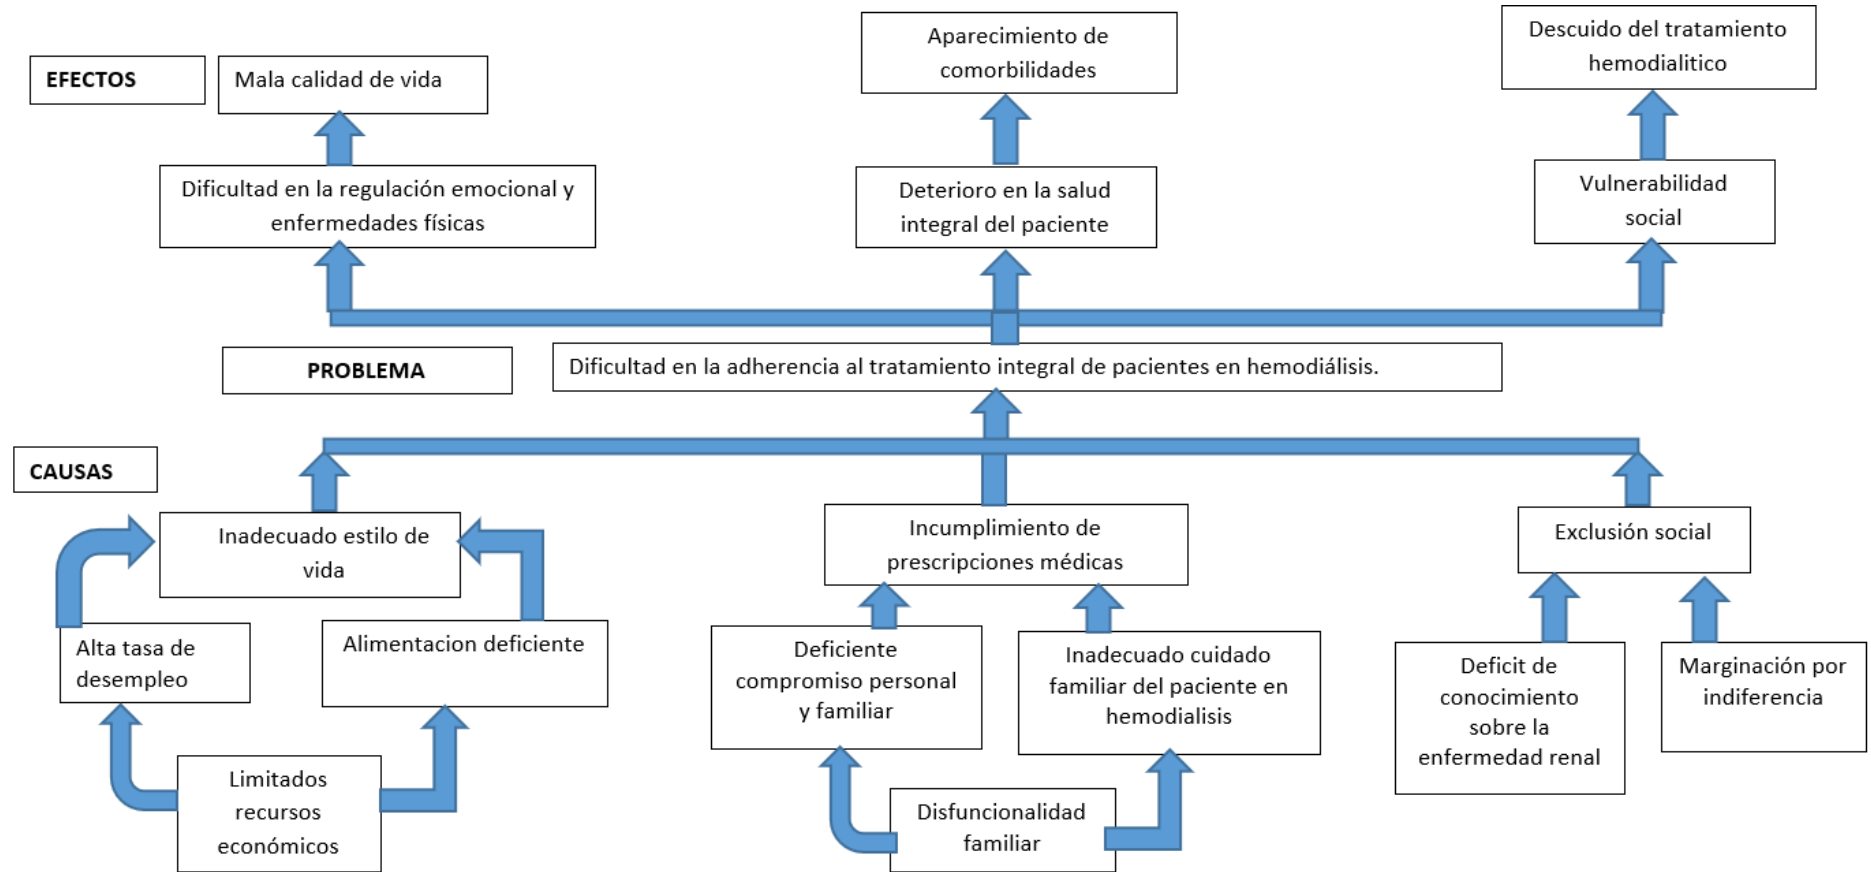 EFECTOS
Mala calidad de vida
Aparecimiento de
comorbilidades
Descuido del tratamiento
hemodialitico
Dificultad en la regulación emocional y
enfermedades físicas
Deterioro en la salud
integral del paciente
Vulnerabilidad
social
PROBLEMA
Dificultad en la adherencia al tratamiento integral de pacientes en hemodiálisis.
CAUSAS
Inadecuado estilo de
vida
Incumplimiento de
prescripciones médicas
Exclusión social
Alta tasa de
desempleo
Alimentacion deficiente
Deficiente
compromiso personal
y familiar
Inadecuado cuidado
familiar del paciente en
hemodialisis
Deficit de
conocimiento
sobre la
enfermedad renal
Marginación por
indiferencia
Limitados
recursos
económicos
Disfuncionalidad
familiar